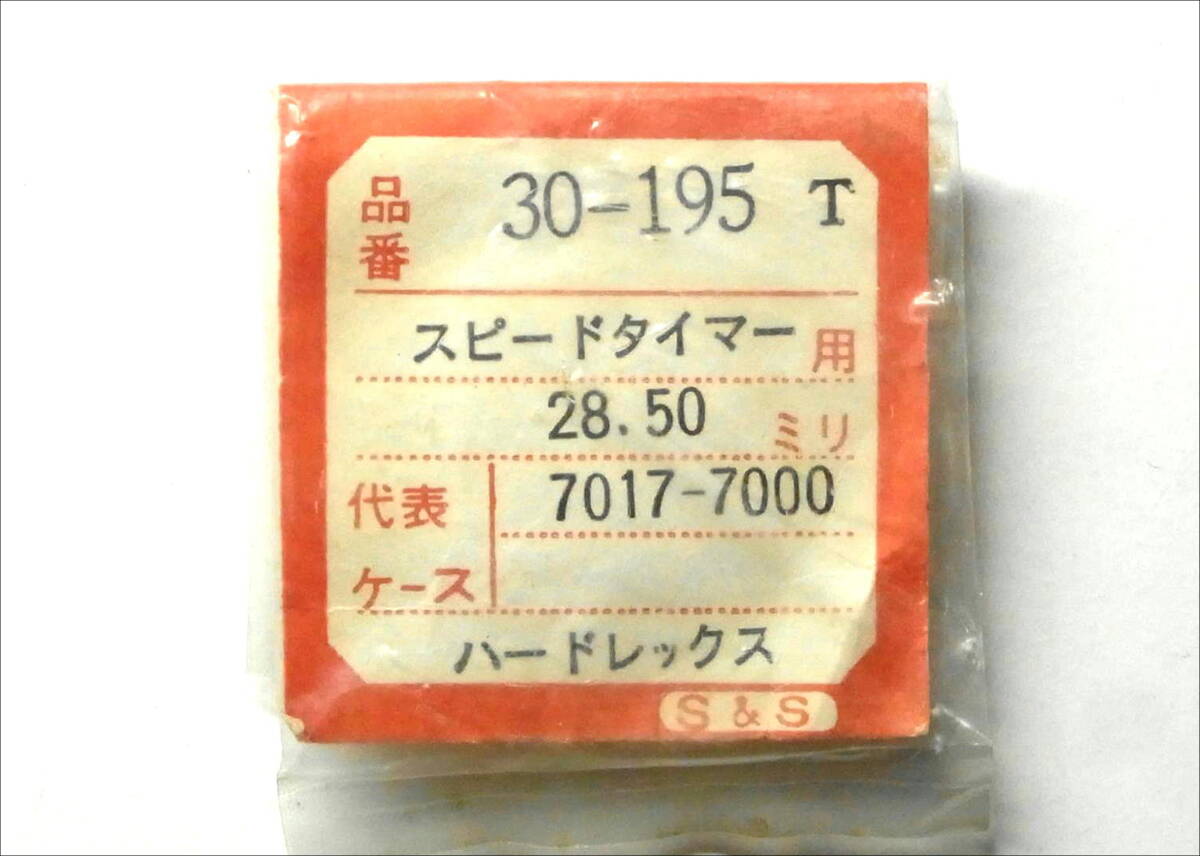 品番 30-195 T
スピードタイマー用
28.50 ミリ
代表 7017-7000
ケース
ハードレックス
S & S